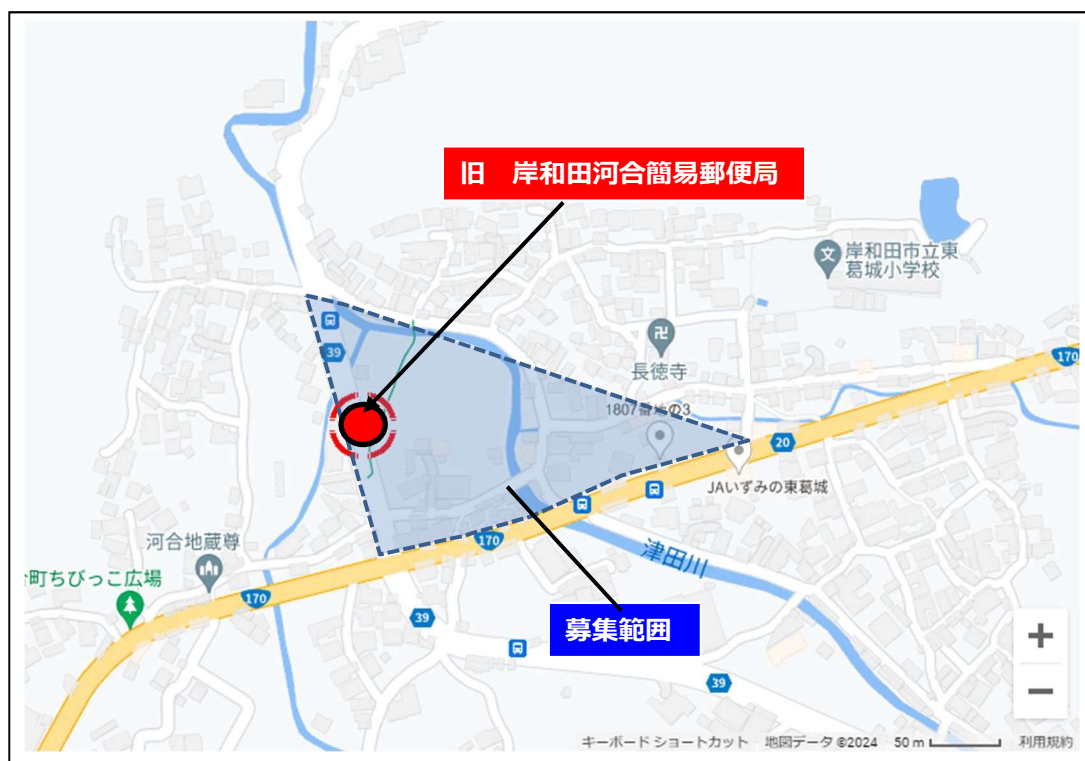 旧　岸和田河合簡易郵便局
岸和田市立東
葛城小学校
39
長徳寺
170
1807番地の3
20
JAいずみの東葛城
170
河合地蔵尊
津田川
町ちびっこ広場
170
39
募集範囲
39
+
−
キーボード ショートカット　地図データ ©2024　50 m　利用規約